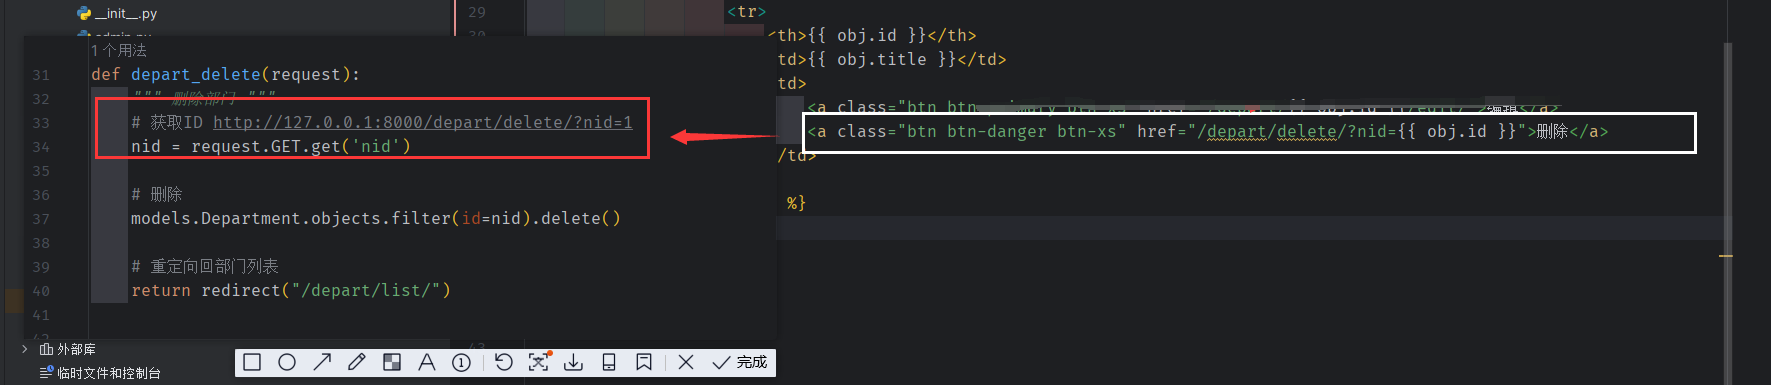 __init__.py
1 个用法
31 def depart_delete(request):
32 """ 删除部门 """
33 # 获取ID http://127.0.0.1:8000/depart/delete/?nid=1
34 nid = request.GET.get('nid')
35
36 # 删除
37 models.Department.objects.filter(id=nid).delete()
38
39 # 重定向回部门列表
40 return redirect("/depart/list/")
41
外部库
临时文件和控制台
29 <tr>
<th>{{ obj.id }}</th>
td>{{ obj.title }}</td>
td>
<a class="btn btn
编辑</a>
<a class="btn btn-danger btn-xs" href="/depart/delete/?nid={{ obj.id }}">删除</a>
/td>
%}
完成